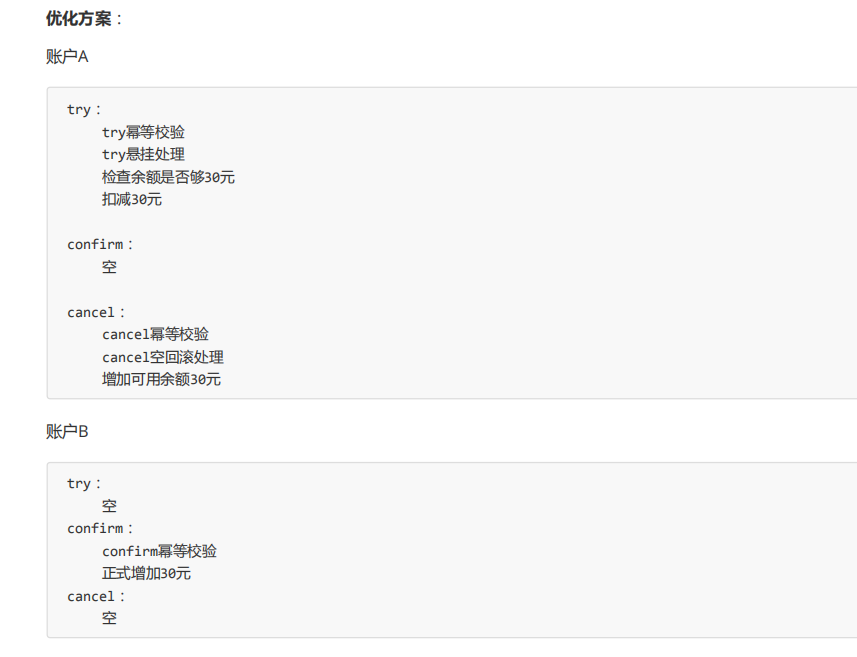 优化方案：
账户A
try：
try幂等校验
try悬挂处理
检查余额是否够30元
扣减30元
confirm：
空
cancel：
cancel幂等校验
cancel空回滚处理
增加可用余额30元
账户B
try：
空
confirm：
confirm幂等校验
正式增加30元
cancel：
空